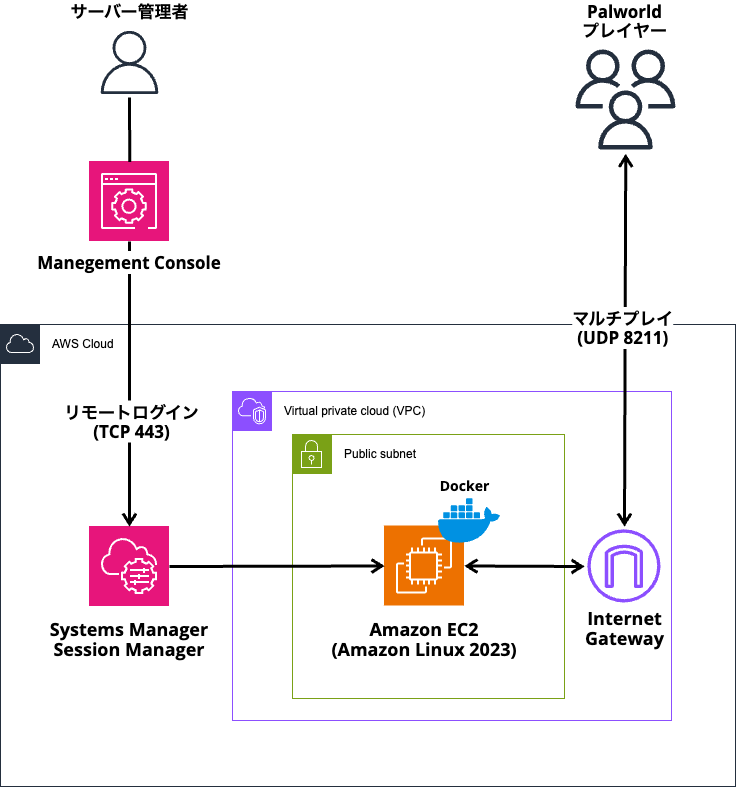 サーバー管理者
Palworld
プレイヤー
Manegement Console
マルチプレイ
(UDP 8211)
AWS Cloud
リモートログイン
(TCP 443)
Virtual private cloud (VPC)
Public subnet
Docker
Systems Manager
Session Manager
Amazon EC2
(Amazon Linux 2023)
Internet
Gateway